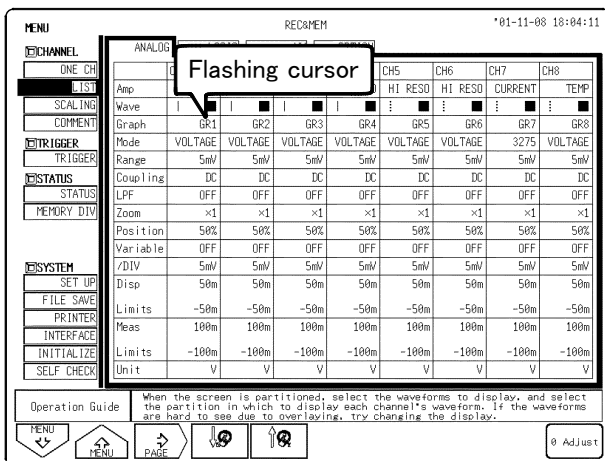 MENU REC&MEM '01-11-08 18:04:11
CHANNEL
ONE CH
LIST
SCALING
COMMENT
TRIGGER
TRIGGER
STATUS
STATUS
MEMORY DIV
SYSTEM
SET UP
FILE SAVE
PRINTER
INTERFACE
INITIALIZE
SELF CHECK
ANALOG
Flashing cursor
CH5 CH6 CH7 CH8
Amp HI RESO HI RESO CURRENT TEMP
Wave
Graph GR1 GR2 GR3 GR4 GR5 GR6 GR7 GR8
Mode VOLTAGE VOLTAGE VOLTAGE VOLTAGE VOLTAGE VOLTAGE 3275 VOLTAGE
Range 5mV 5mV 5mV 5mV 5mV 5mV 5mV 5mV
Coupling DC DC DC DC DC DC DC DC
LPF OFF OFF OFF OFF OFF OFF OFF OFF
Zoom ×1 ×1 ×1 ×1 ×1 ×1 ×1 ×1
Position 50% 50% 50% 50% 50% 50% 50% 50%
Variable OFF OFF OFF OFF OFF OFF OFF OFF
/DIV 5mV 5mV 5mV 5mV 5mV 5mV 5mV 5mV
Disp 50m 50m 50m 50m 50m 50m 50m 50m
Limits -50m -50m -50m -50m -50m -50m -50m -50m
Meas 100m 100m 100m 100m 100m 100m 100m 100m
Limits -100m -100m -100m -100m -100m -100m -100m -100m
Unit V V V V V V V V
Operation Guide
When the screen is partitioned, select the waveforms to display, and select
the partition in which to display each channel's waveform. If the waveforms
are hard to see due to overlaying, try changing the display.
MENU
MENU
PAGE
0 Adjust